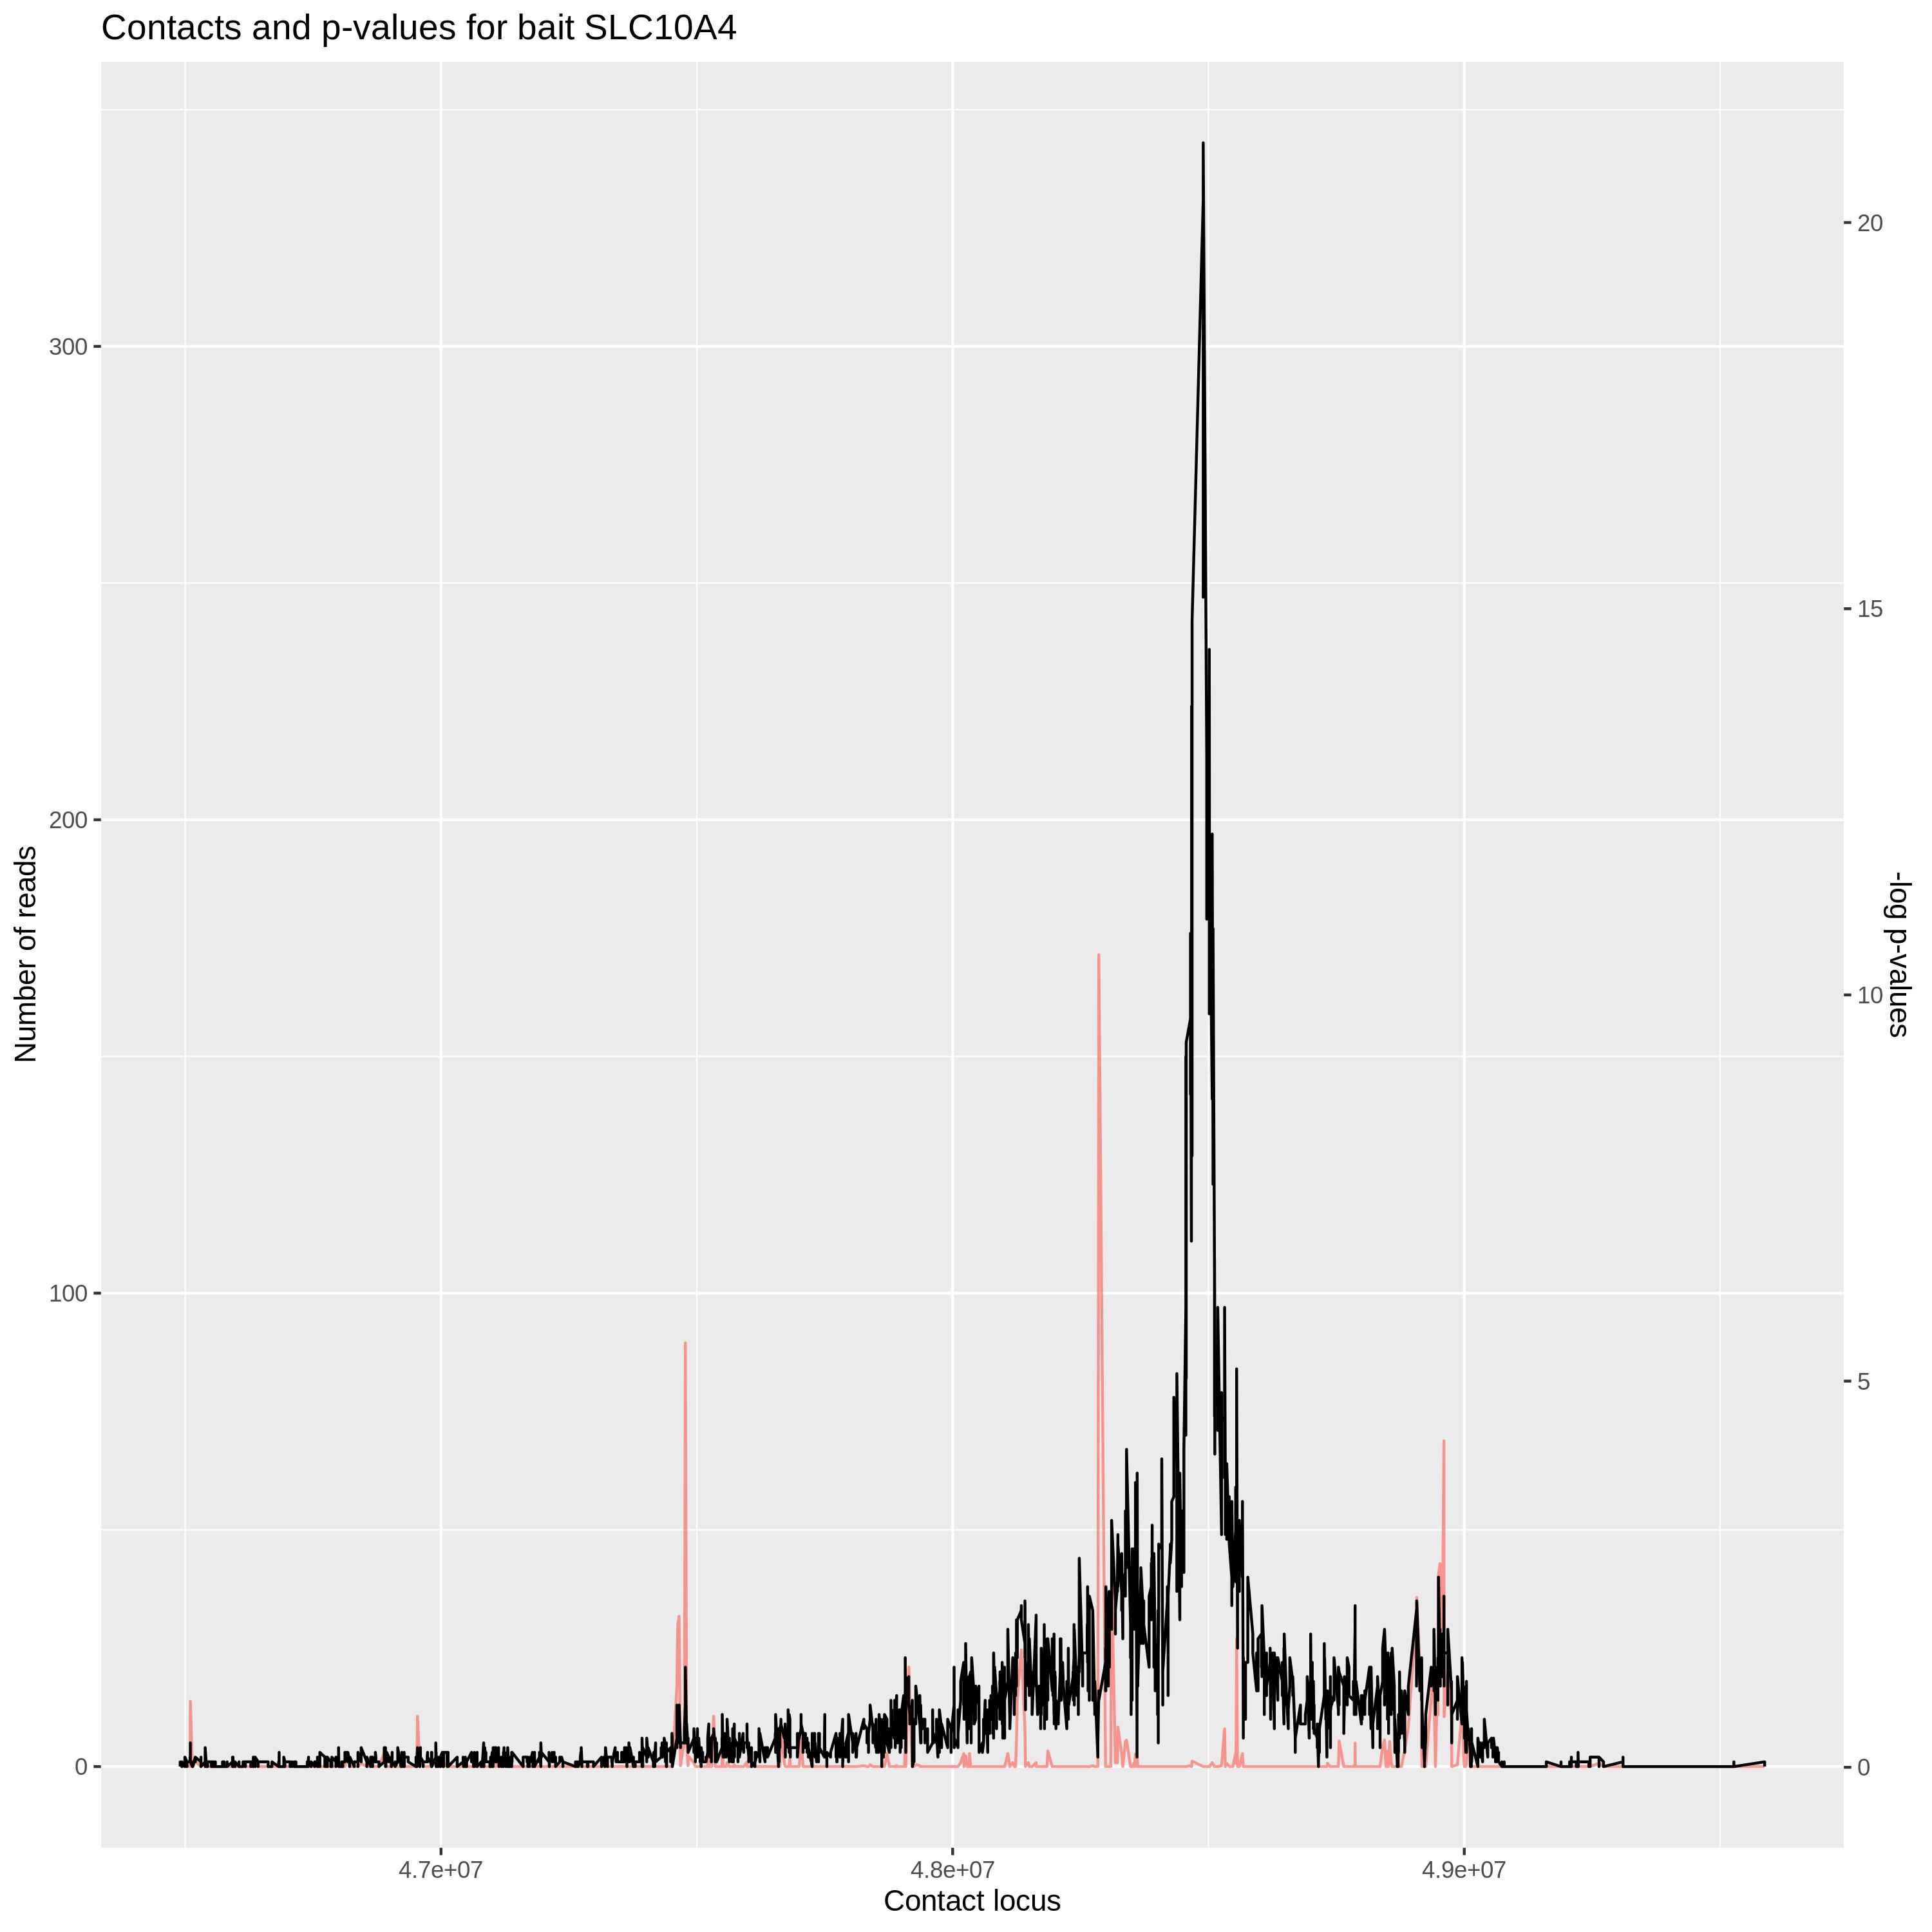 Contacts and p-values for bait SLC10A4
Number of reads
300
200
100
0
20
15
10
5
0
-log p-values
4.7e+07
4.8e+07
4.9e+07
Contact locus